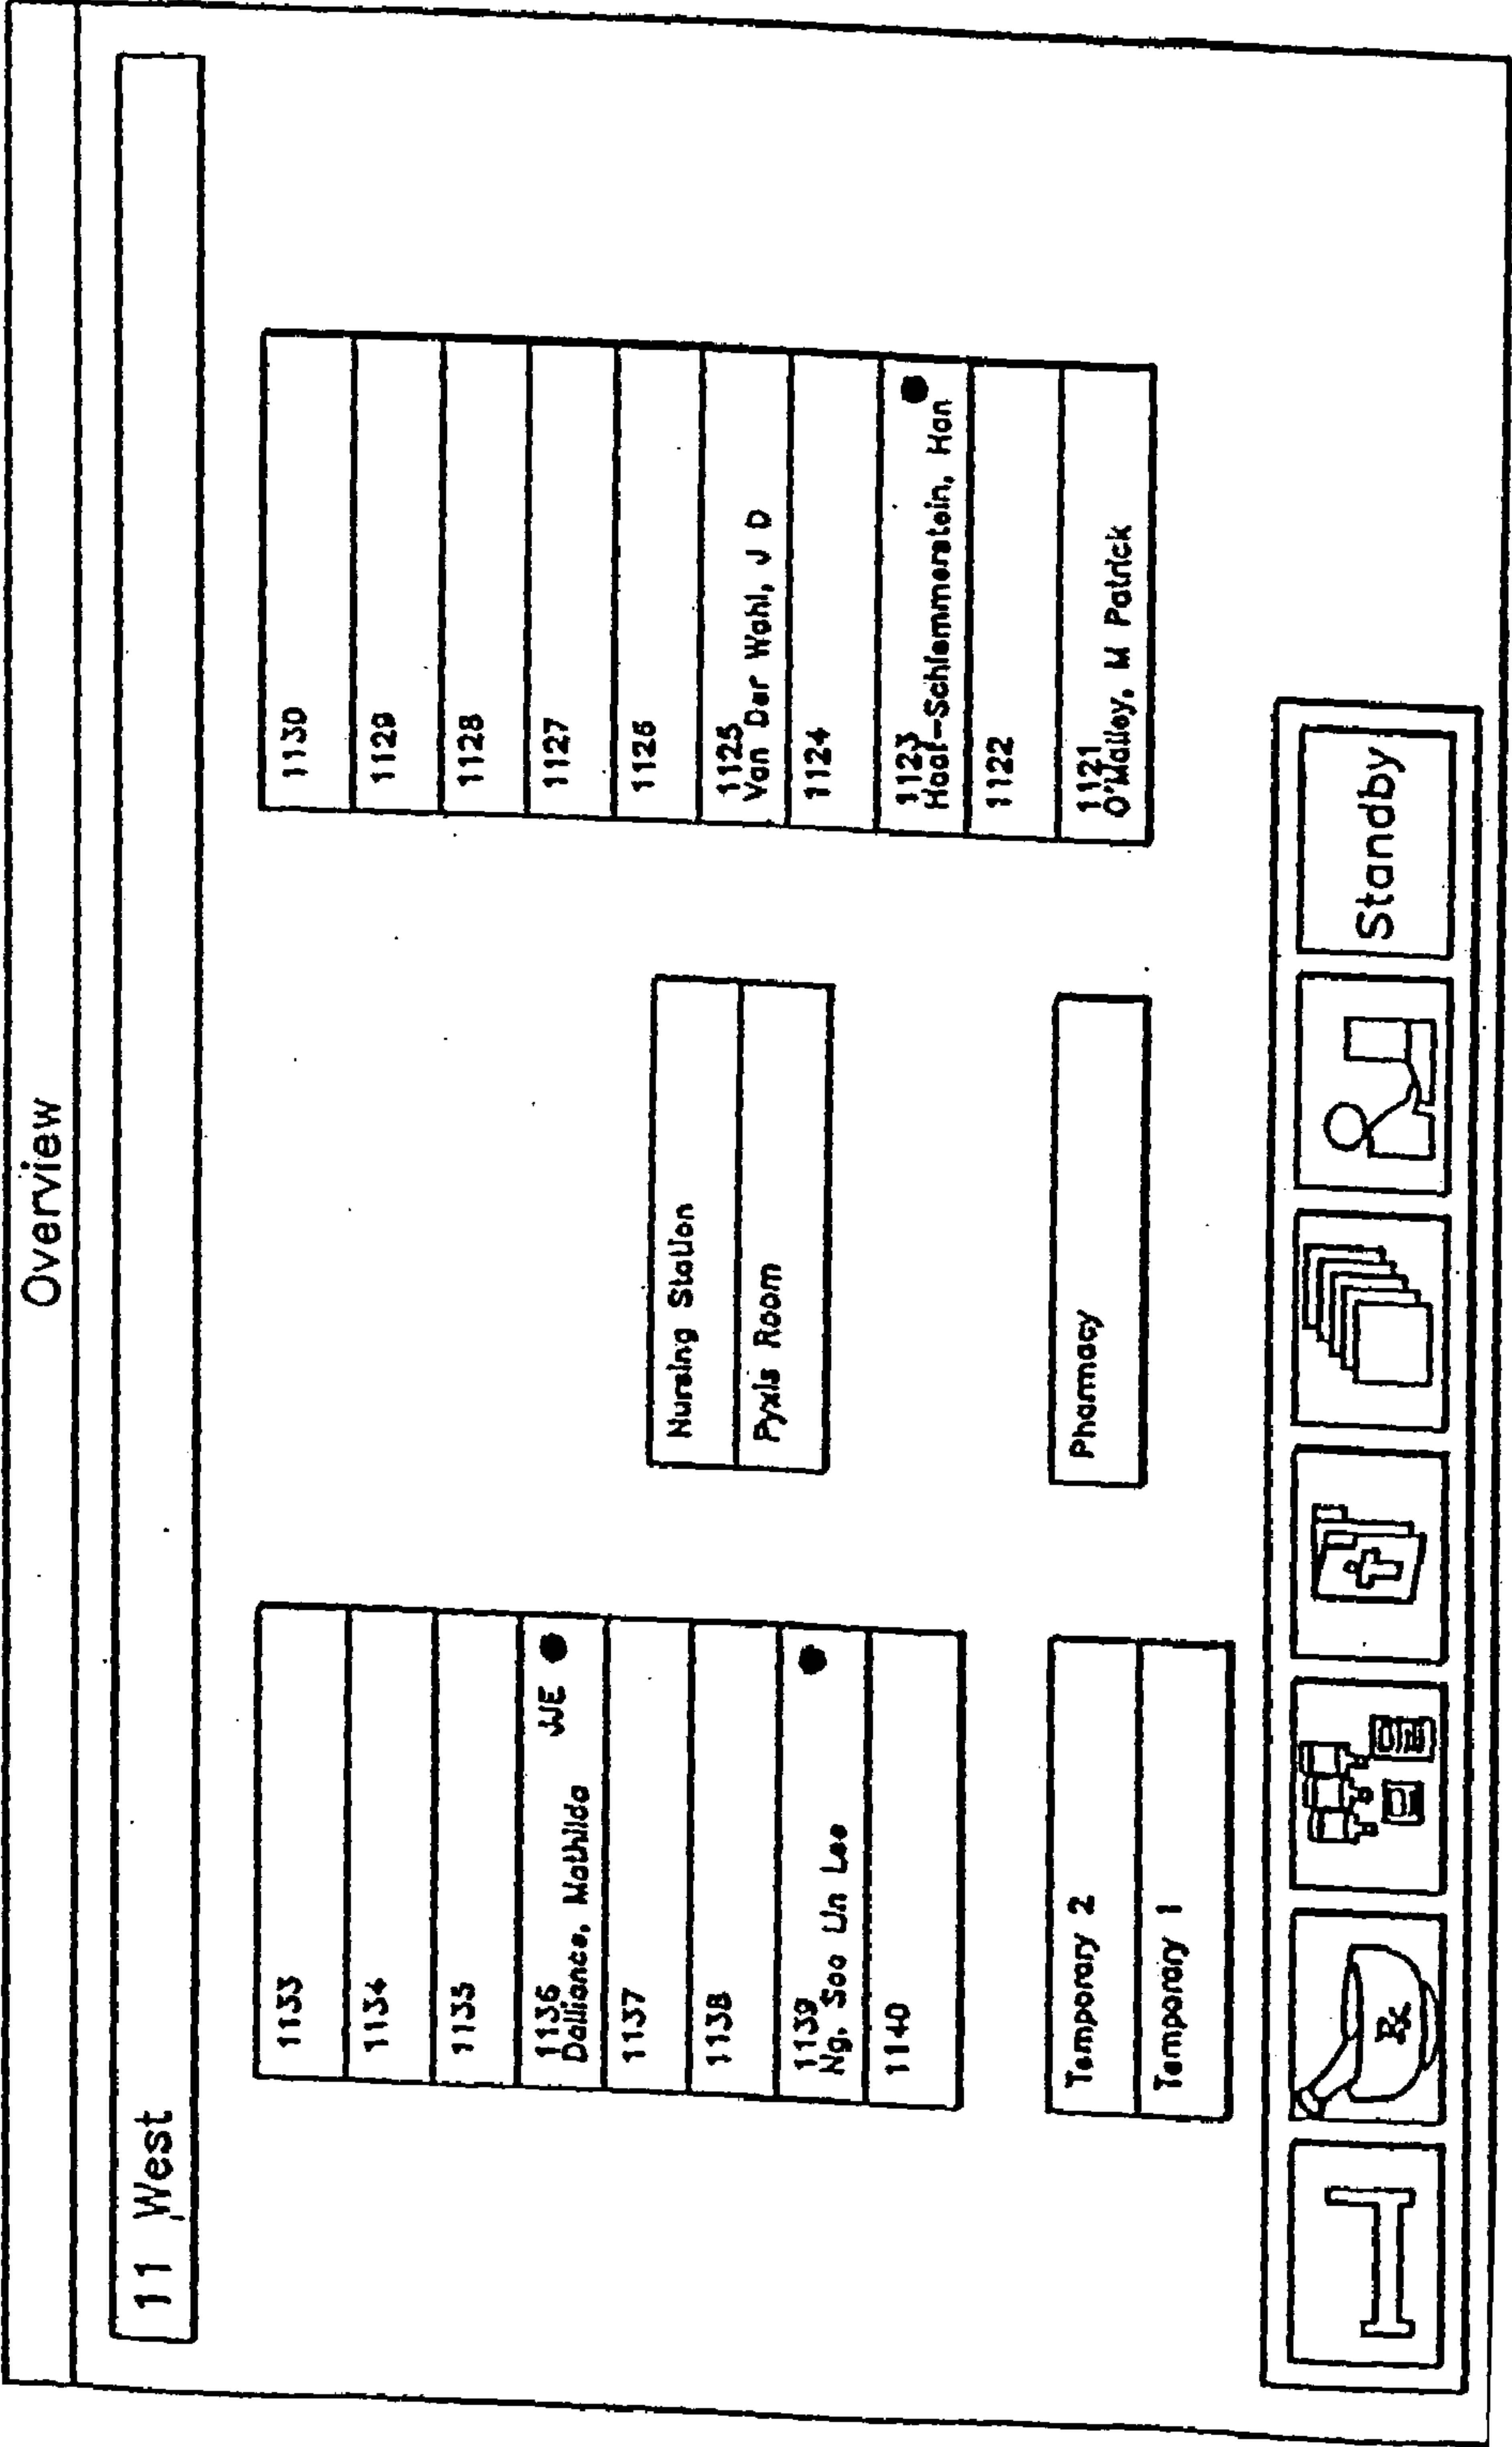 Overview
11 West
1133
1134
1135
1136 JJE
Dalliance, Mathilda
1137
1138
1139
Ng, Soo Un Lee
1140
Temporary 2
Temporary 1
Nursing Station
Pyxis Room
Pharmacy
1130
1129
1128
1127
1126
1125
Van Der Wahl, J D
1124
1123
Haaf-Schlemmerstein, Han
1122
1121
O'Malley, M Patrick
Rx
Standby